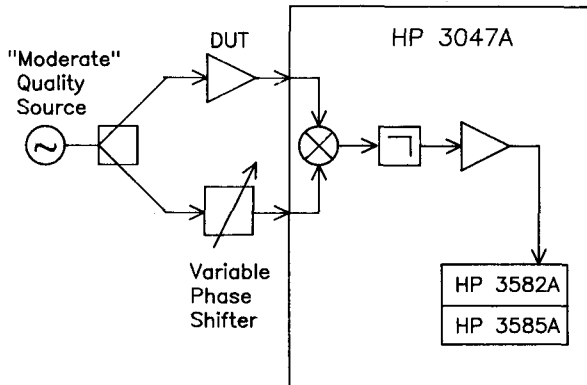 "Moderate"
Quality
Source
DUT
HP 3047A
Variable
Phase
Shifter
HP 3582A
HP 3585A